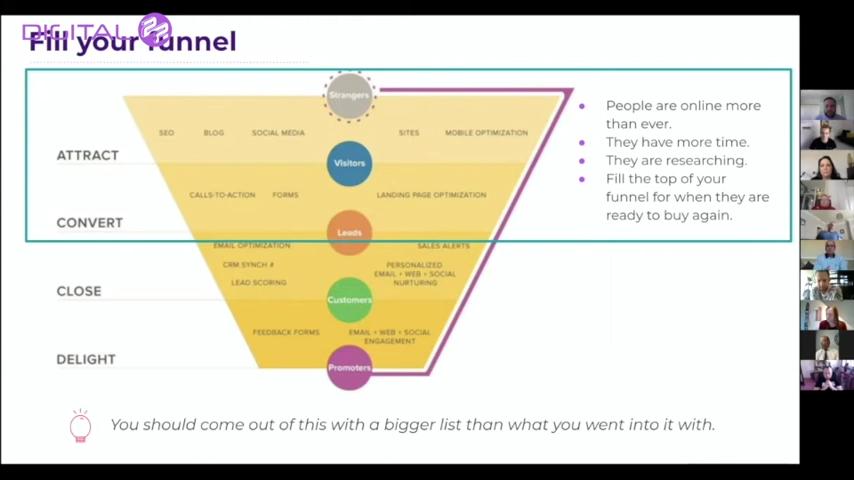 DIGITAL 22
Fill your funnel
Strangers
SEO BLOG SOCIAL MEDIA SITES MOBILE OPTIMIZATION
ATTRACT
Visitors
CALLS-TO-ACTION FORMS LANDING PAGE OPTIMIZATION
CONVERT
Leads
EMAIL OPTIMIZATION SALES ALERTS
CRM SYNCH #
PERSONALIZED
EMAIL + WEB + SOCIAL
NURTURING
LEAD SCORING
CLOSE
Customers
FEEDBACK FORMS
EMAIL + WEB + SOCIAL
ENGAGEMENT
DELIGHT
Promoters
People are online more
than ever.
They have more time.
They are researching.
Fill the top of your
funnel for when they are
ready to buy again.
You should come out of this with a bigger list than what you went into it with.